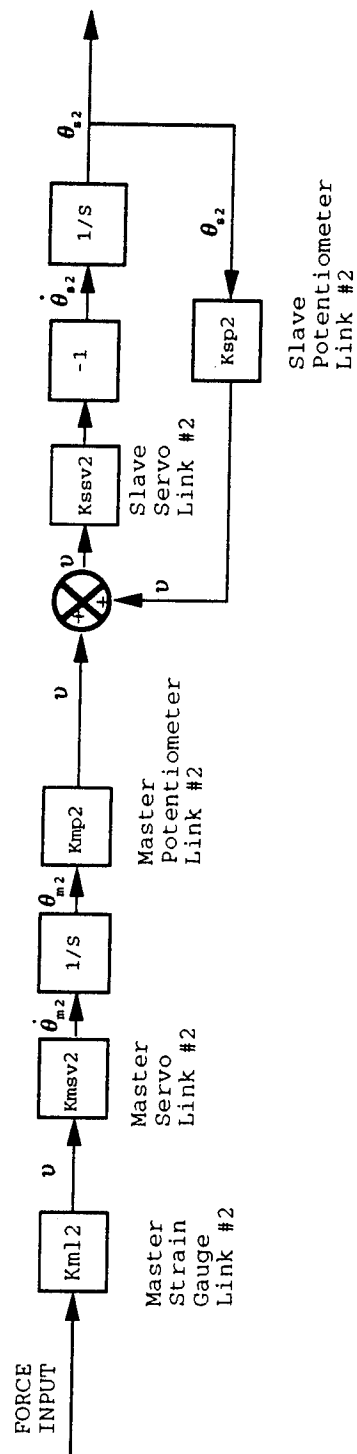 FORCE
INPUT
Kml2
Master
Strain
Gauge
Link #2
υ
Kmsv2
Master
Servo
Link #2
θ̇m2
1/S
θm2
Kmp2
Master
Potentiometer
Link #2
υ
+
+
υ
υ
Kssv2
Slave
Servo
Link #2
-1
θ̇s2
1/S
θs2
θs2
Ksp2
Slave
Potentiometer
Link #2